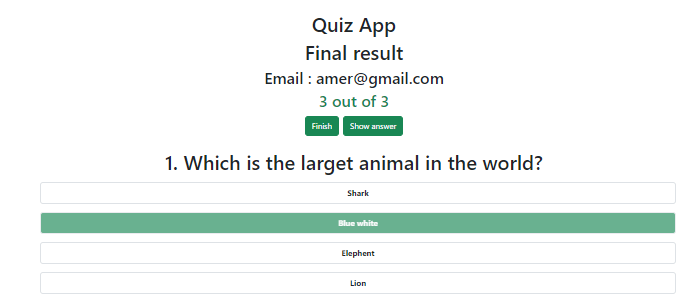 Quiz App
Final result
Email : amer@gmail.com
3 out of 3
Finish Show answer
1. Which is the larget animal in the world?
Shark
Blue white
Elephent
Lion